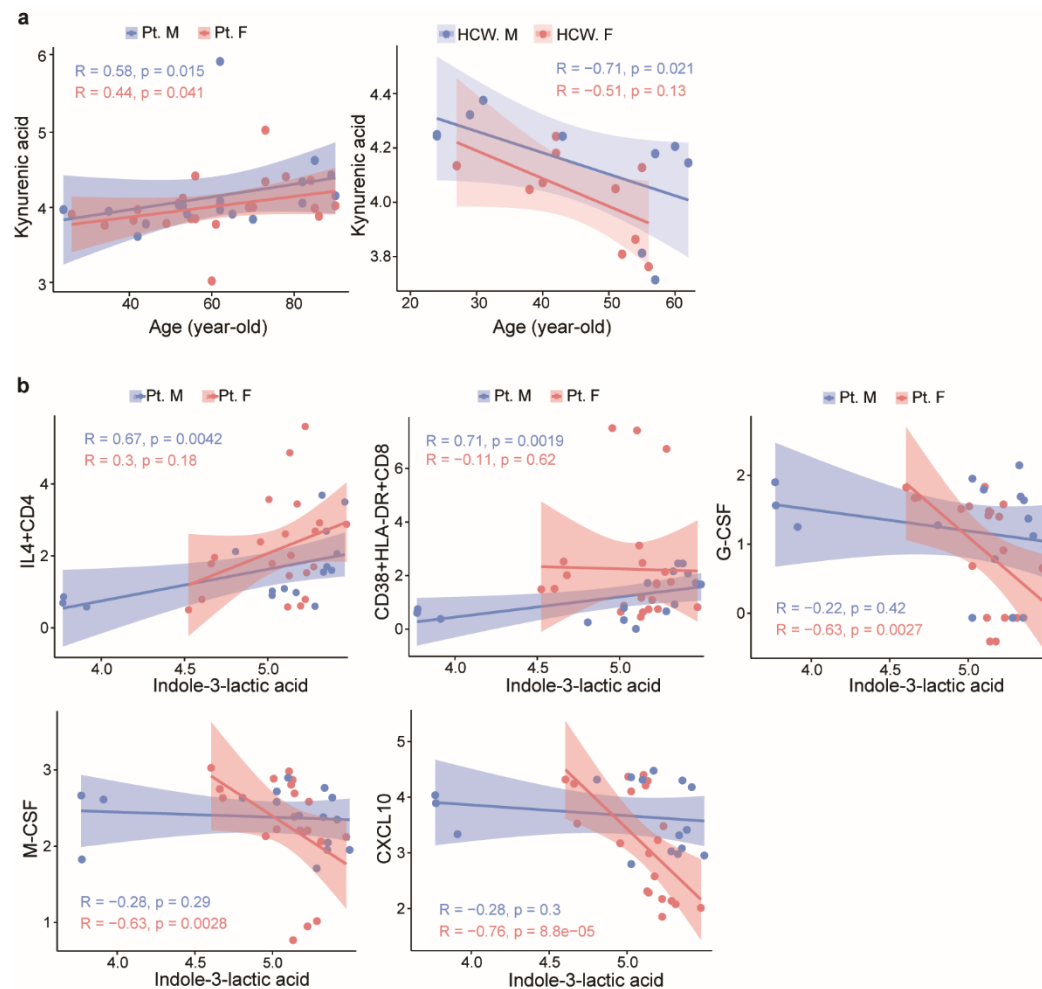 a
Pt. M Pt. F
R = 0.58, p = 0.015
R = 0.44, p = 0.041
Kynurenic acid
6
5
4
3
40 60 80
Age (year-old)
HCW. M HCW. F
R = −0.71, p = 0.021
R = −0.51, p = 0.13
Kynurenic acid
4.4
4.2
4.0
3.8
20 30 40 50 60
Age (year-old)
b
Pt. M Pt. F
R = 0.67, p = 0.0042
R = 0.3, p = 0.18
IL4+CD4
6
4
2
0
4.0 4.5 5.0
Indole-3-lactic acid
Pt. M Pt. F
R = 0.71, p = 0.0019
R = −0.11, p = 0.62
CD38+HLA-DR+CD8
6
4
2
0
4.0 4.5 5.0
Indole-3-lactic acid
Pt. M Pt. F
G-CSF
2
1
0
R = −0.22, p = 0.42
R = −0.63, p = 0.0027
4.0 4.5 5.0
Indole-3-lactic acid
M-CSF
3
2
1
R = −0.28, p = 0.29
R = −0.63, p = 0.0028
4.0 4.5 5.0
Indole-3-lactic acid
CXCL10
5
4
3
2
R = −0.28, p = 0.3
R = −0.76, p = 8.8e−05
4.0 4.5 5.0
Indole-3-lactic acid